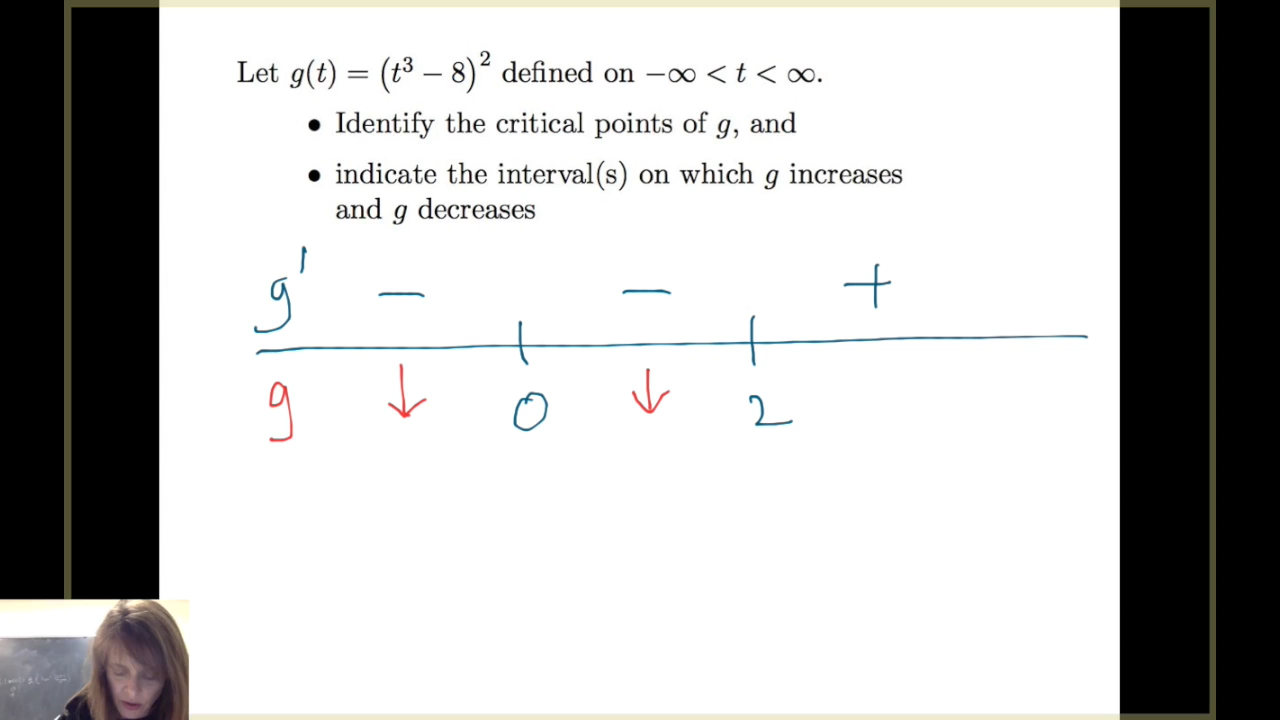 Let g(t) = (t³ − 8)² defined on −∞ < t < ∞.
• Identify the critical points of g, and
• indicate the interval(s) on which g increases
and g decreases
g' − − +
g ↓ 0 ↓ 2